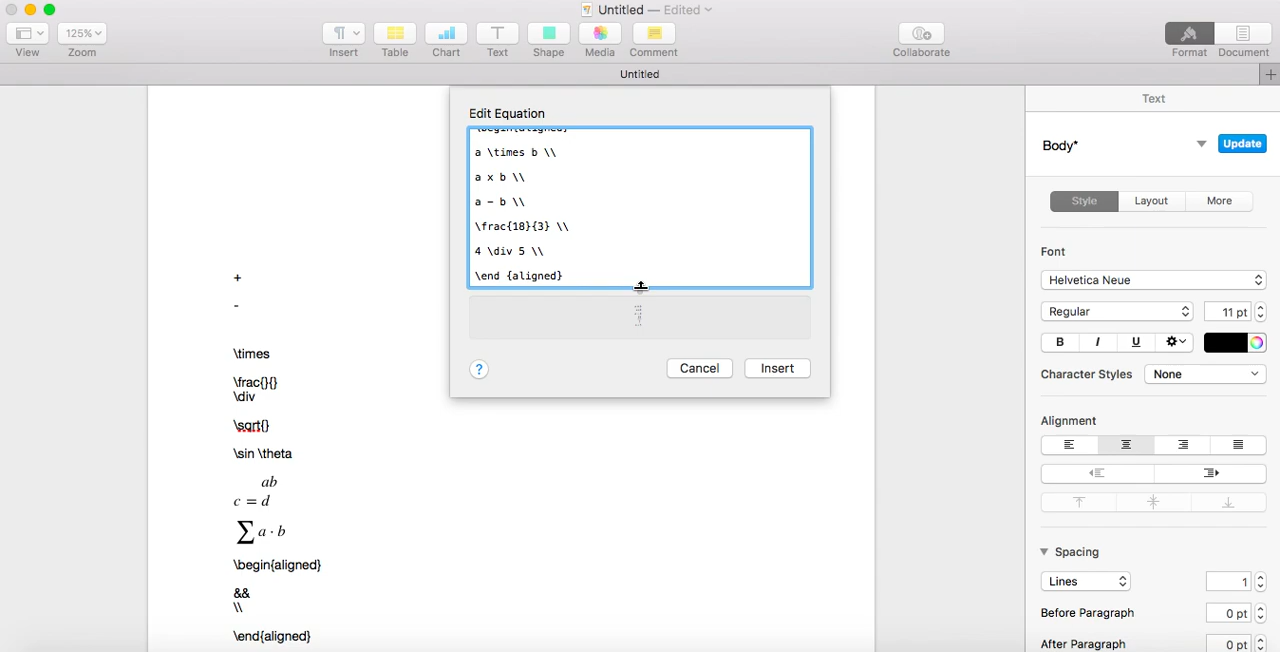 Untitled — Edited
125%
View
Zoom
Insert
Table
Chart
Text
Shape
Media
Comment
Collaborate
Format
Document
Untitled
Edit Equation
\begin{aligned}
a \times b \\
a x b \\
a - b \\
\frac{18}{3} \\
4 \div 5 \\
\end {aligned}
?
Cancel
Insert
+
-
\times
\frac{}{}
\div
\sqrt{}
\sin \theta
ab
c = d
∑ a · b
\begin{aligned}
&&
\\
\end{aligned}
Text
Body*
Update
Style
Layout
More
Font
Helvetica Neue
Regular
11 pt
B
I
U
Character Styles
None
Alignment
Spacing
Lines
1
Before Paragraph
0 pt
After Paragraph
0 pt